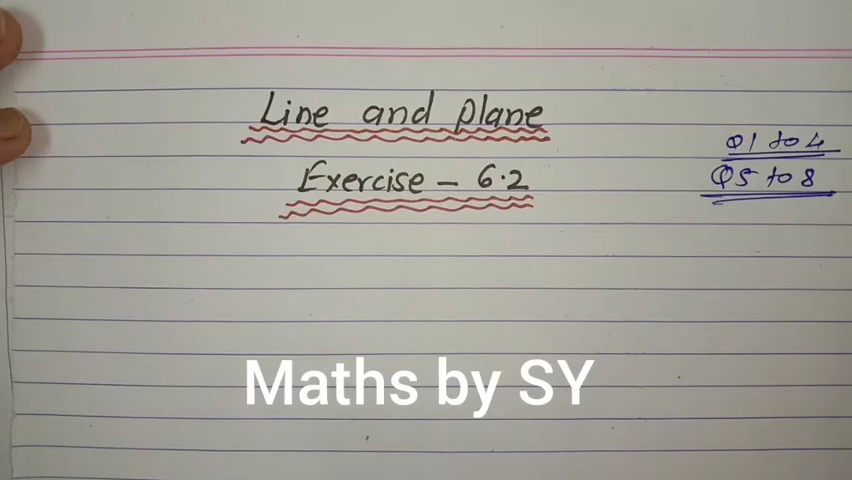 Line and plane
Exercise - 6.2
Q1 to 4
Q5 to 8
Maths by SY